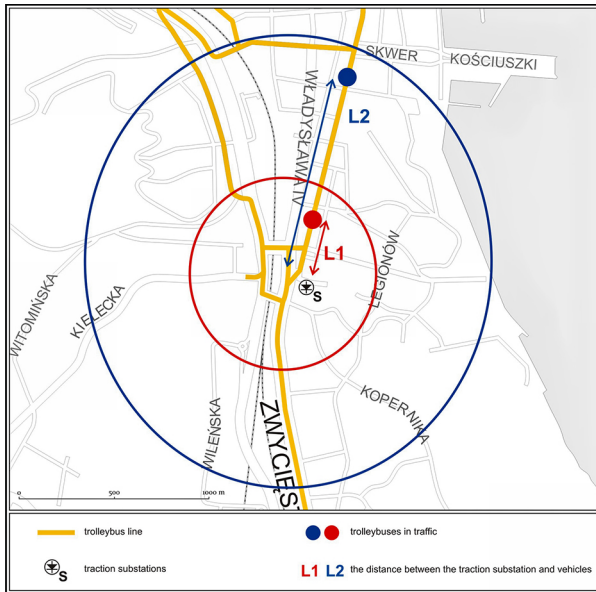 SKWER KOŚCIUSZKI
WŁADYSŁAWA IV
L2
L1
LEGIONÓW
S
WITOMIŃSKA
KIELECKA
KOPERNIKA
WILEŃSKA
ZWYCIĘST
0 500 1000 m
trolleybus line
trolleybuses in traffic
S
traction substations
L1 L2 the distance between the traction substation and vehicles